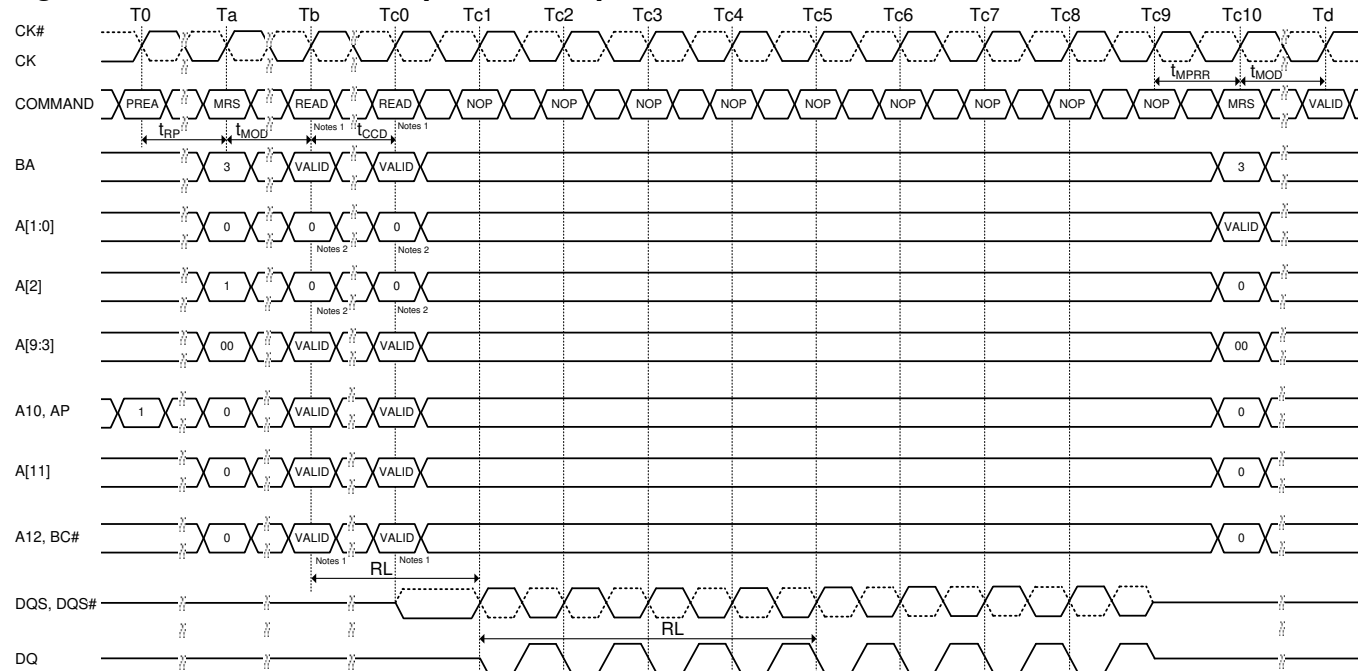 T0 Ta Tb Tc0 Tc1 Tc2 Tc3 Tc4 Tc5 Tc6 Tc7 Tc8 Tc9 Tc10 Td
CK#
CK
tMPRR tMOD
COMMAND PREA MRS READ READ NOP NOP NOP NOP NOP NOP NOP NOP NOP MRS VALID
Notes 1 Notes 1
tRP tMOD tCCD
BA 3 VALID VALID 3
A[1:0] 0 0 0 VALID
Notes 2 Notes 2
A[2] 1 0 0 0
Notes 2 Notes 2
A[9:3] 00 VALID VALID 00
A10, AP 1 0 VALID VALID 0
A[11] 0 VALID VALID 0
A12, BC# 0 VALID VALID 0
Notes 1 Notes 1
RL
DQS, DQS#
RL
DQ